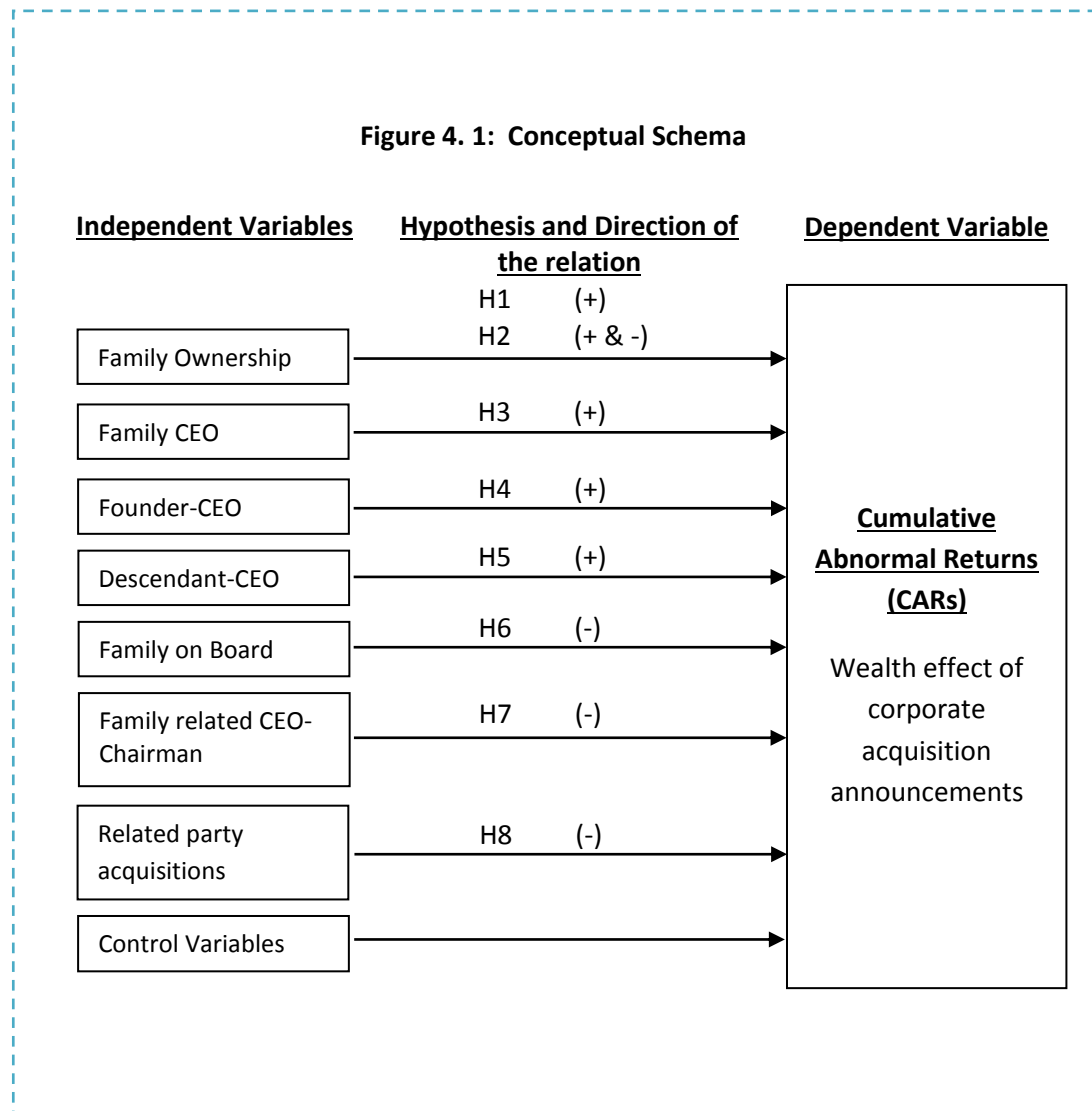 Figure 4. 1:  Conceptual Schema
Independent Variables
Hypothesis and Direction of
the relation
Dependent Variable
H1 (+)
H2 (+ & -)
Family Ownership
H3 (+)
Family CEO
H4 (+)
Founder-CEO
H5 (+)
Descendant-CEO
H6 (-)
Family on Board
H7 (-)
Family related CEO-
Chairman
H8 (-)
Related party
acquisitions
Control Variables
Cumulative
Abnormal Returns
(CARs)
Wealth effect of
corporate
acquisition
announcements